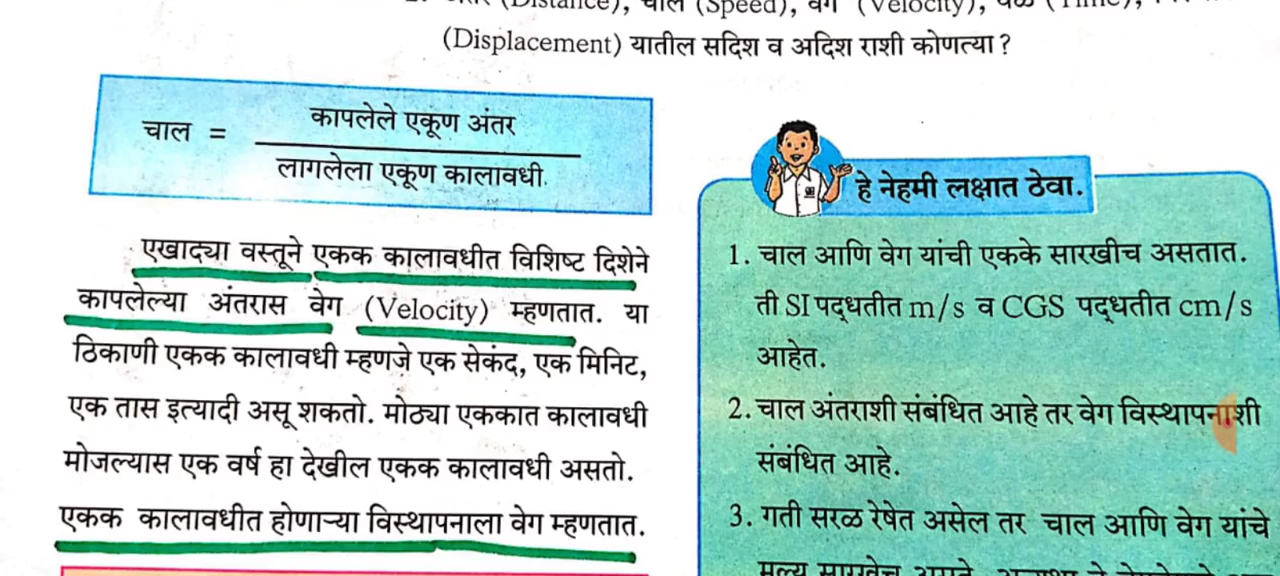 (Distance), चाल (Speed), वेग (Velocity),
(Displacement) यातील सदिश व अदिश राशी कोणत्या ?
चाल = कापलेले एकूण अंतर
लागलेला एकूण कालावधी
एखाद्या वस्तूने एकक कालावधीत विशिष्ट दिशेने
कापलेल्या अंतरास वेग (Velocity) म्हणतात. या
ठिकाणी एकक कालावधी म्हणजे एक सेकंद, एक मिनिट,
एक तास इत्यादी असू शकतो. मोठ्या एककात कालावधी
मोजल्यास एक वर्ष हा देखील एकक कालावधी असतो.
एकक कालावधीत होणाऱ्या विस्थापनाला वेग म्हणतात.
हे नेहमी लक्षात ठेवा.
1. चाल आणि वेग यांची एकके सारखीच असतात.
ती SI पद्धतीत m/s व CGS पद्धतीत cm/s
आहेत.
2. चाल अंतराशी संबंधित आहे तर वेग विस्थापनाशी
संबंधित आहे.
3. गती सरळ रेषेत असेल तर चाल आणि वेग यांचे